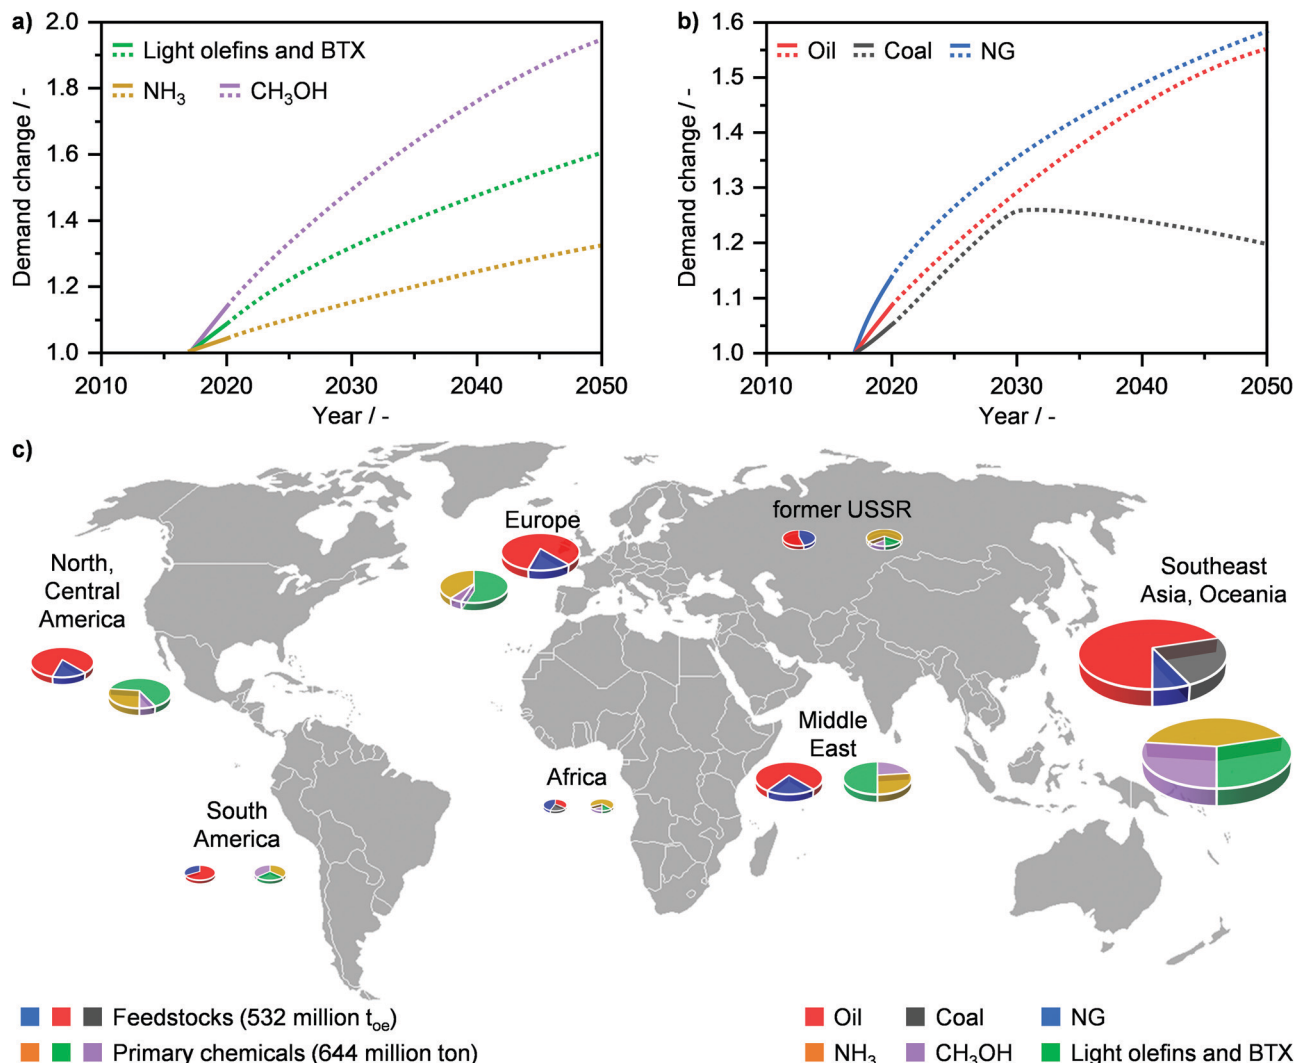 a)
2.0
1.8
1.6
1.4
1.2
1.0
Demand change / -
Light olefins and BTX
NH₃
CH₃OH
2010
2020
2030
2040
2050
Year / -
b)
1.6
1.5
1.4
1.3
1.2
1.1
1.0
Demand change / -
Oil
Coal
NG
2010
2020
2030
2040
2050
Year / -
c)
North,
Central
America
Europe
former USSR
Southeast
Asia, Oceania
Middle
East
Africa
South
America
Feedstocks (532 million tₒₑ)
Primary chemicals (644 million ton)
Oil
Coal
NG
NH₃
CH₃OH
Light olefins and BTX